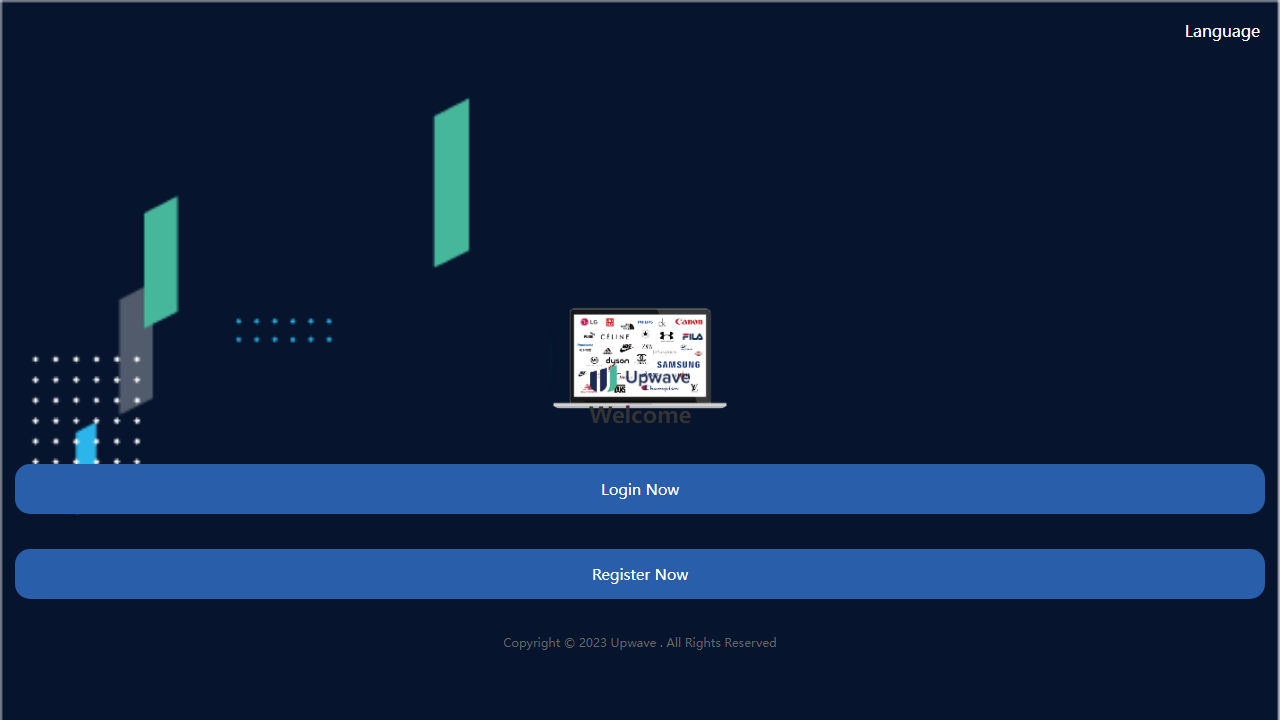 Language
LG
Canon
CÉLINE
FILA
dyson
SAMSUNG
Upwave
Champion
Welcome
Login Now
Register Now
Copyright © 2023 Upwave . All Rights Reserved